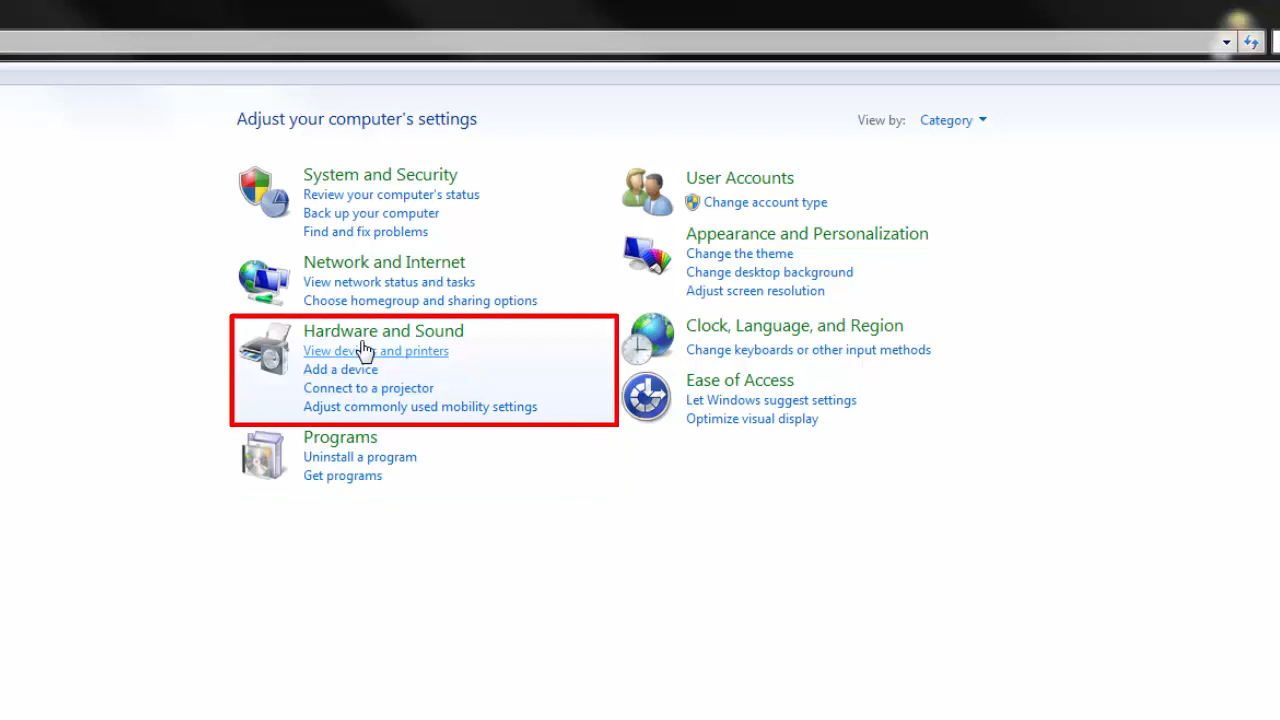 Adjust your computer's settings
View by: Category
System and Security
Review your computer's status
Back up your computer
Find and fix problems
Network and Internet
View network status and tasks
Choose homegroup and sharing options
Hardware and Sound
View devices and printers
Add a device
Connect to a projector
Adjust commonly used mobility settings
Programs
Uninstall a program
Get programs
User Accounts
Change account type
Appearance and Personalization
Change the theme
Change desktop background
Adjust screen resolution
Clock, Language, and Region
Change keyboards or other input methods
Ease of Access
Let Windows suggest settings
Optimize visual display